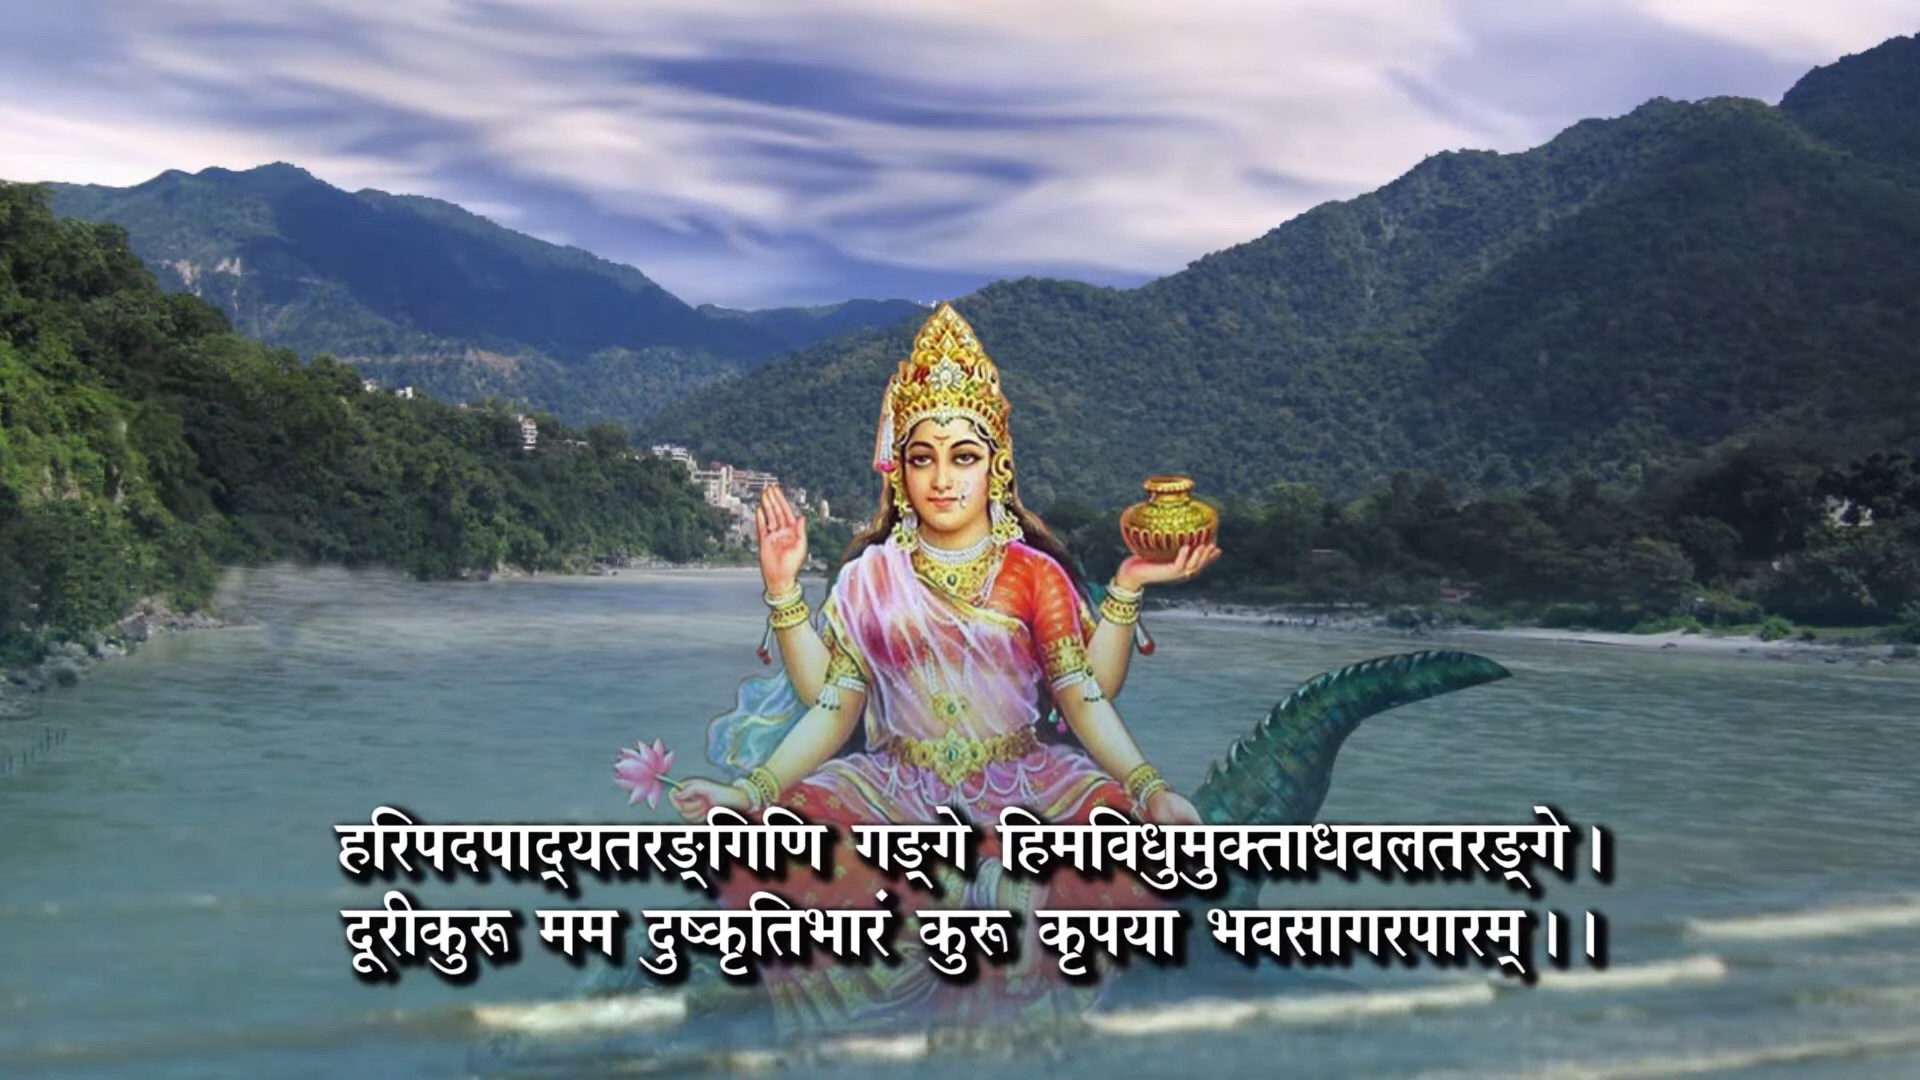 हरिपदपाद्यतरङ्गिणि गङ्गे हिमविधुमुक्ताधवलतरङ्गे।
दूरीकुरू मम दुष्कृतिभारं कुरू कृपया भवसागरपारम्।।